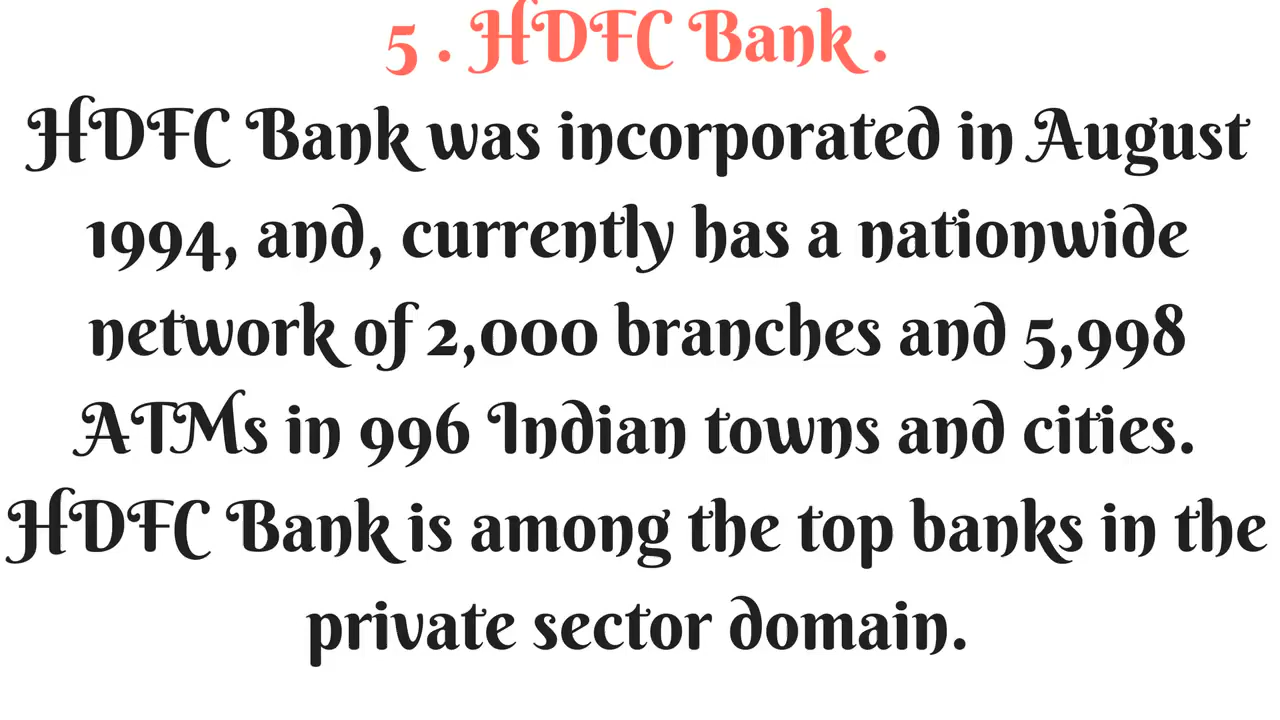 5 . HDFC Bank .
HDFC Bank was incorporated in August
1994, and, currently has a nationwide
network of 2,000 branches and 5,998
ATMs in 996 Indian towns and cities.
HDFC Bank is among the top banks in the
private sector domain.